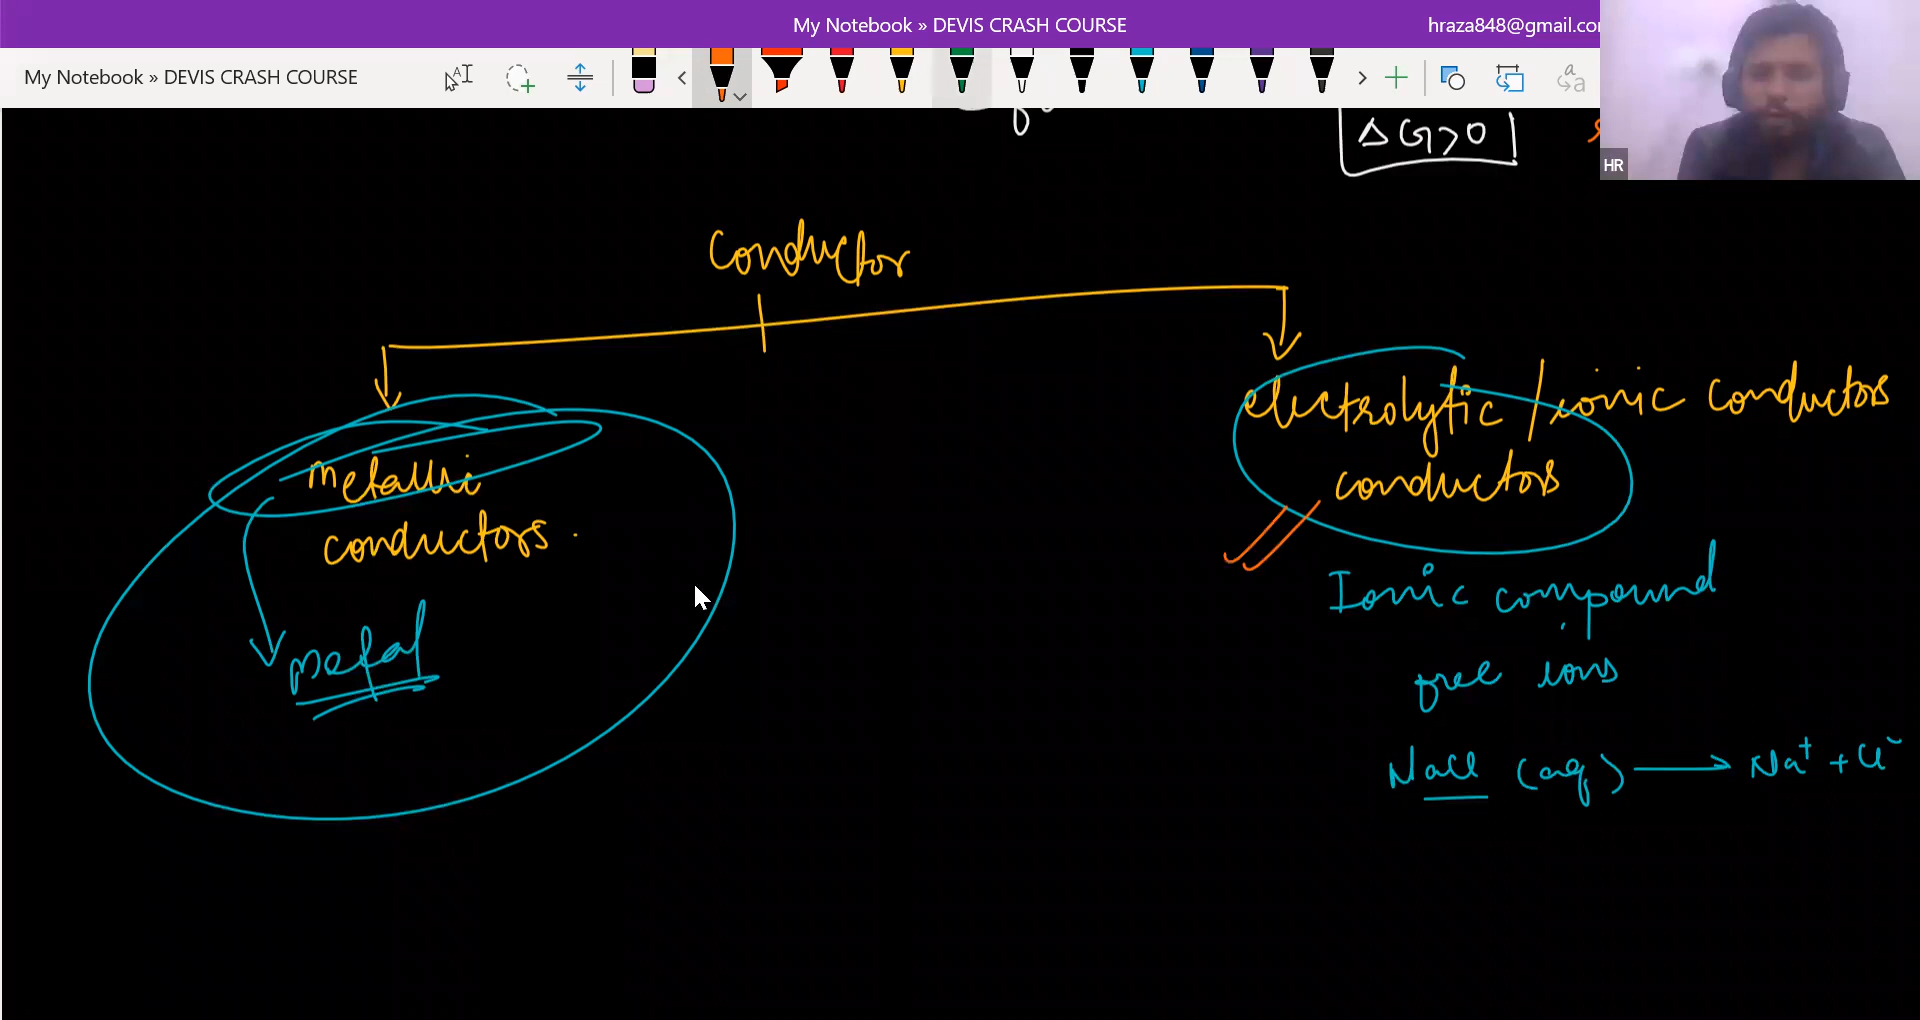 My Notebook » DEVIS CRASH COURSE
hraza848@gmail.co
My Notebook » DEVIS CRASH COURSE
ΔG>0
HR
Conductor
electrolytic / ionic conductors
conductors
metalli
conductors.
metal
Ionic compound
free ions
NaCl (aq) → Na⁺ + Cl⁻